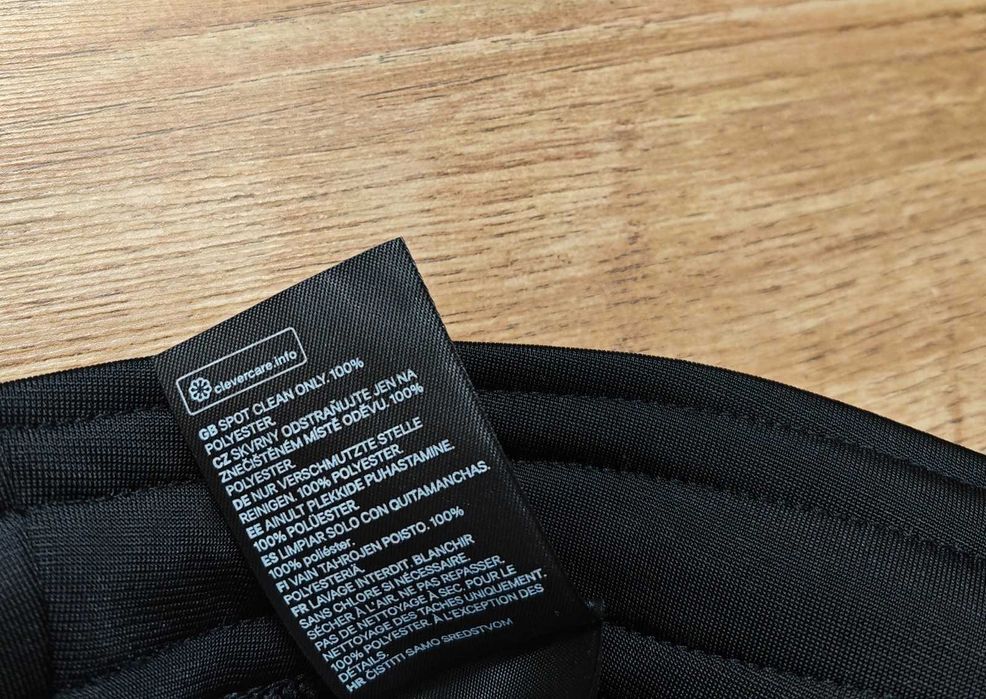 clevercare.info
GB SPOT CLEAN ONLY. 100%
POLYESTER.
CZ SKVRNY ODSTRAŇUJTE JEN NA
ZNEČIŠTĚNÉM MÍSTĚ ODĚVU. 100%
POLYESTER.
DE NUR VERSCHMUTZTE STELLE
REINIGEN. 100% POLYESTER.
EE AINULT PLEKKIDE PUHASTAMINE.
100% POLÜESTER.
ES LIMPIAR SOLO CON QUITAMANCHAS.
100% poliéster.
FI VAIN TAHROJEN POISTO. 100%
POLYESTERIÄ.
FR LAVAGE INTERDIT. BLANCHIR
SANS CHLORE SI NÉCESSAIRE.
SÉCHER À L'AIR. NE PAS REPASSER.
PAS DE NETTOYAGE À SEC. POUR LE
NETTOYAGE DES TACHES UNIQUEMENT.
100% POLYESTER À L'EXCEPTION DES
DÉTAILS.
HR ČISTITI SAMO SREDSTVOM